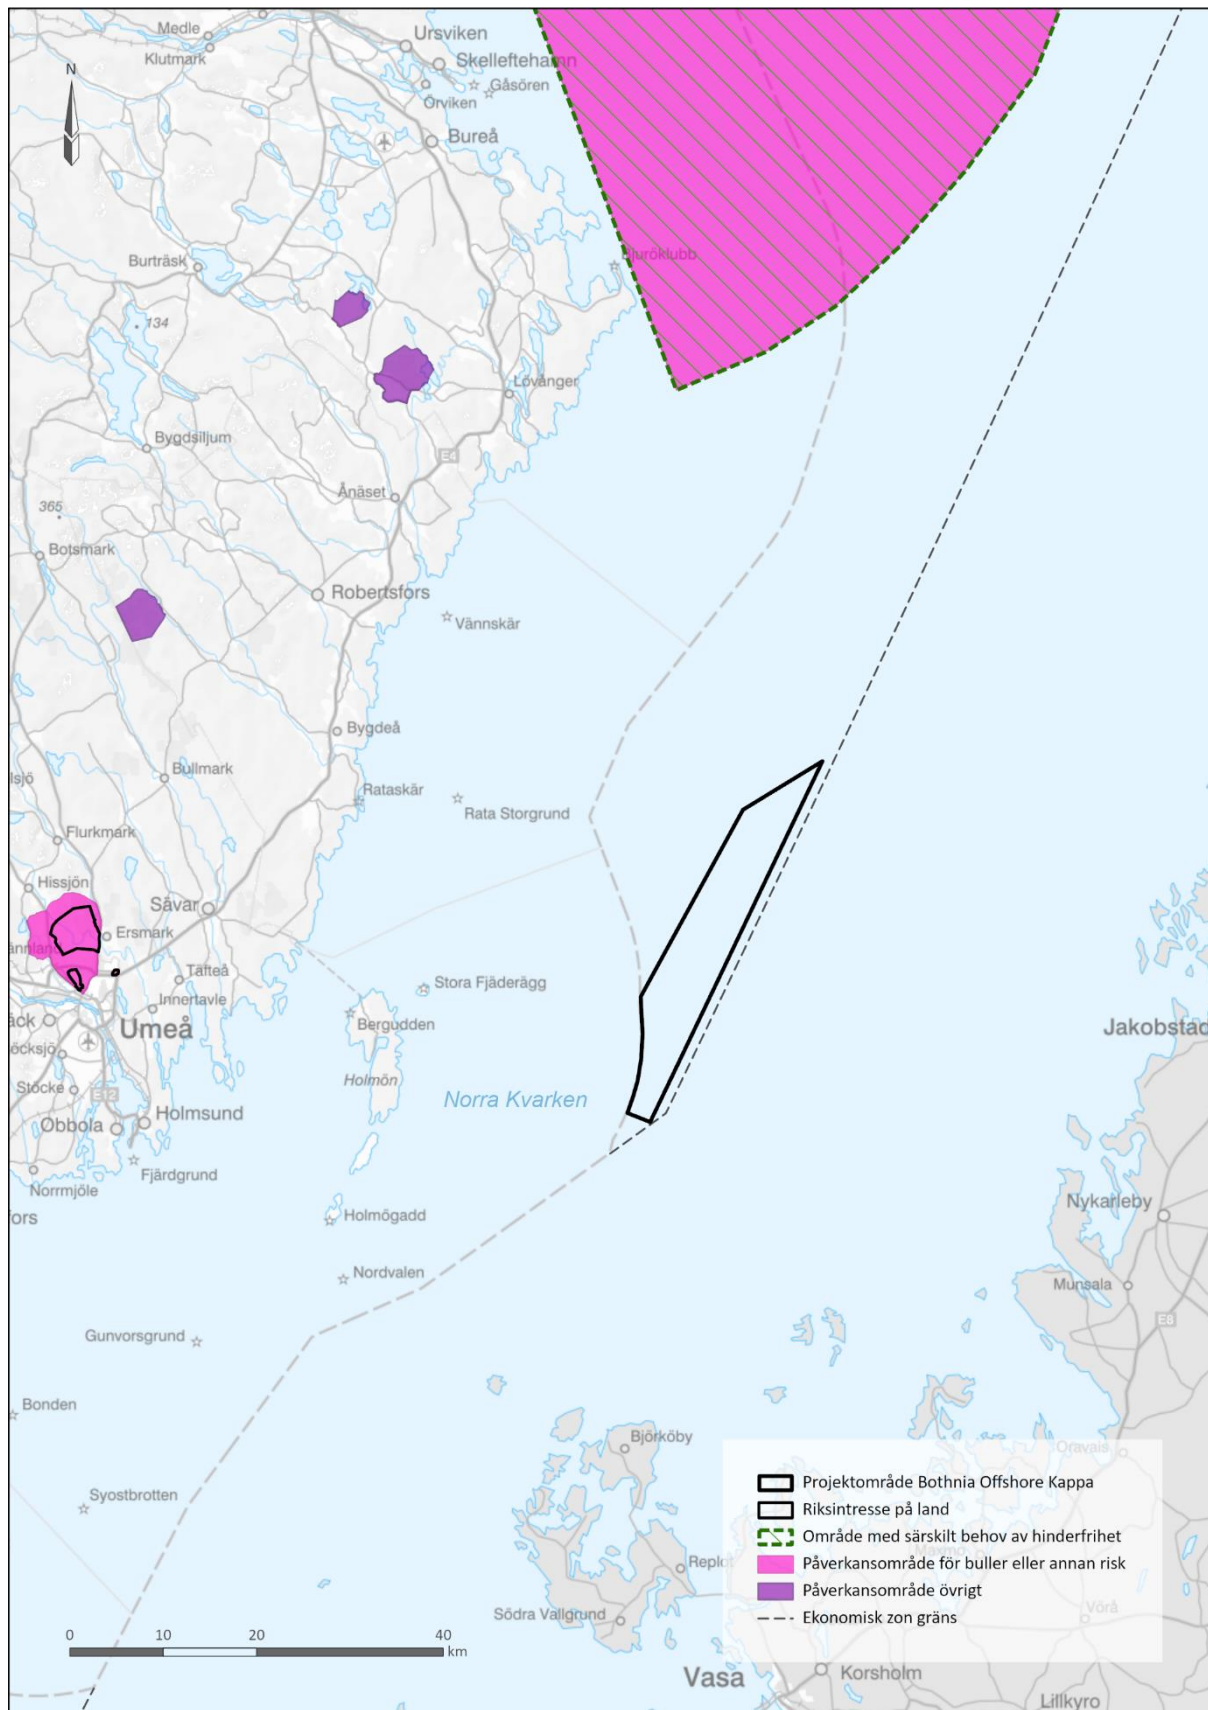 Medle
Klutmark
Ursviken
Skelleftehamn
Gåsören
Örviken
Bureå
N
Bjuröklubb
Burträsk
134
Lövånger
Bygdsiljum
E4
Ånäset
365
Botsmark
Robertsfors
Vännskär
Bygdeå
Bullmark
Rataskär
Rata Storgrund
Flurkmark
Hissjön
Sävar
Ersmark
Täfteå
Innertavle
Stora Fjäderägg
Bergudden
Umeå
Jakobstad
Stöcke
E12
Holmön
Norra Kvarken
Holmsund
Obbola
Fjärdgrund
Norrmjöle
Holmögadd
Nykarleby
Nordvalen
Munsala
E8
Gunvorsgrund
Bonden
Björköby
Oravais
Syostbrotten
Projektområde Bothnia Offshore Kappa
Riksintresse på land
Område med särskilt behov av hinderfrihet
Maxmo
Påverkansområde för buller eller annan risk
Replot
Påverkansområde övrigt
Södra Vallgrund
Ekonomisk zon gräns
Vörå
0 10 20 40
km
Vasa
Korsholm
Lillkyro